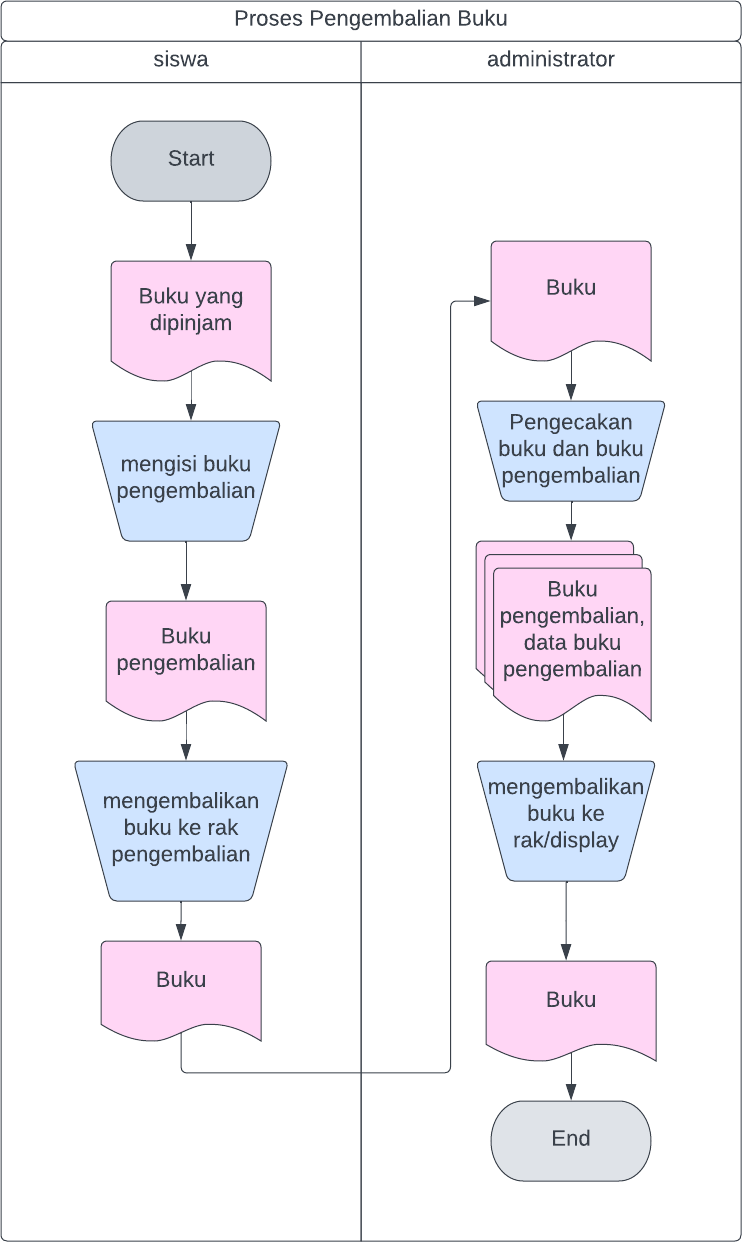 Proses Pengembalian Buku
siswa
administrator
Start
Buku yang
dipinjam
mengisi buku
pengembalian
Buku
pengembalian
mengembalikan
buku ke rak
pengembalian
Buku
Buku
Pengecakan
buku dan buku
pengembalian
Buku
pengembalian,
data buku
pengembalian
mengembalikan
buku ke
rak/display
Buku
End